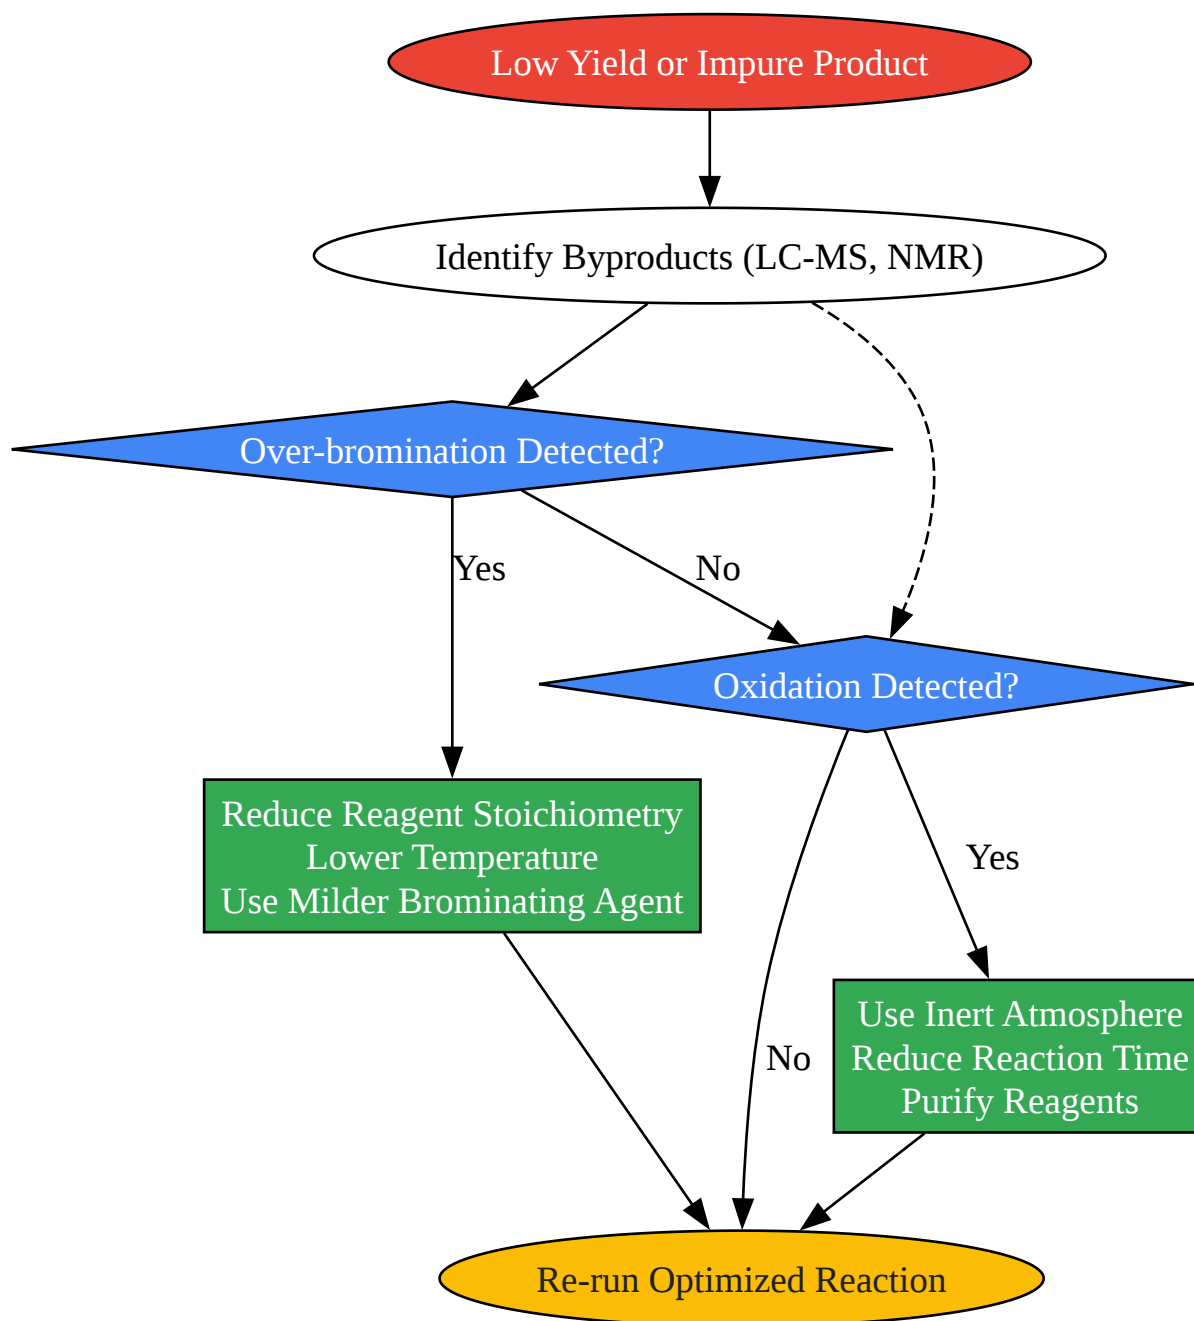 Low Yield or Impure Product
Identify Byproducts (LC-MS, NMR)
Over-bromination Detected?
Yes
No
Oxidation Detected?
Reduce Reagent Stoichiometry
Lower Temperature
Use Milder Brominating Agent
Yes
Use Inert Atmosphere
Reduce Reaction Time
Purify Reagents
No
Re-run Optimized Reaction